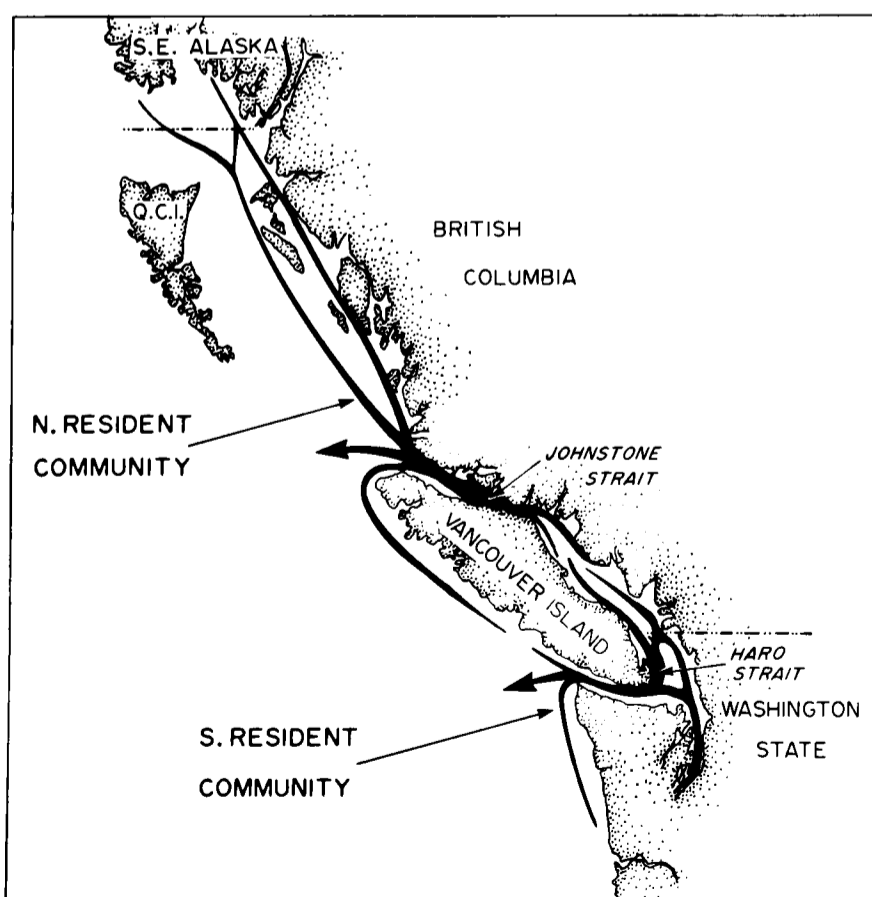 S.E. ALASKA
Q.C.I.
BRITISH
COLUMBIA
N. RESIDENT
COMMUNITY
JOHNSTONE
STRAIT
VANCOUVER ISLAND
HARO
STRAIT
WASHINGTON
STATE
S. RESIDENT
COMMUNITY